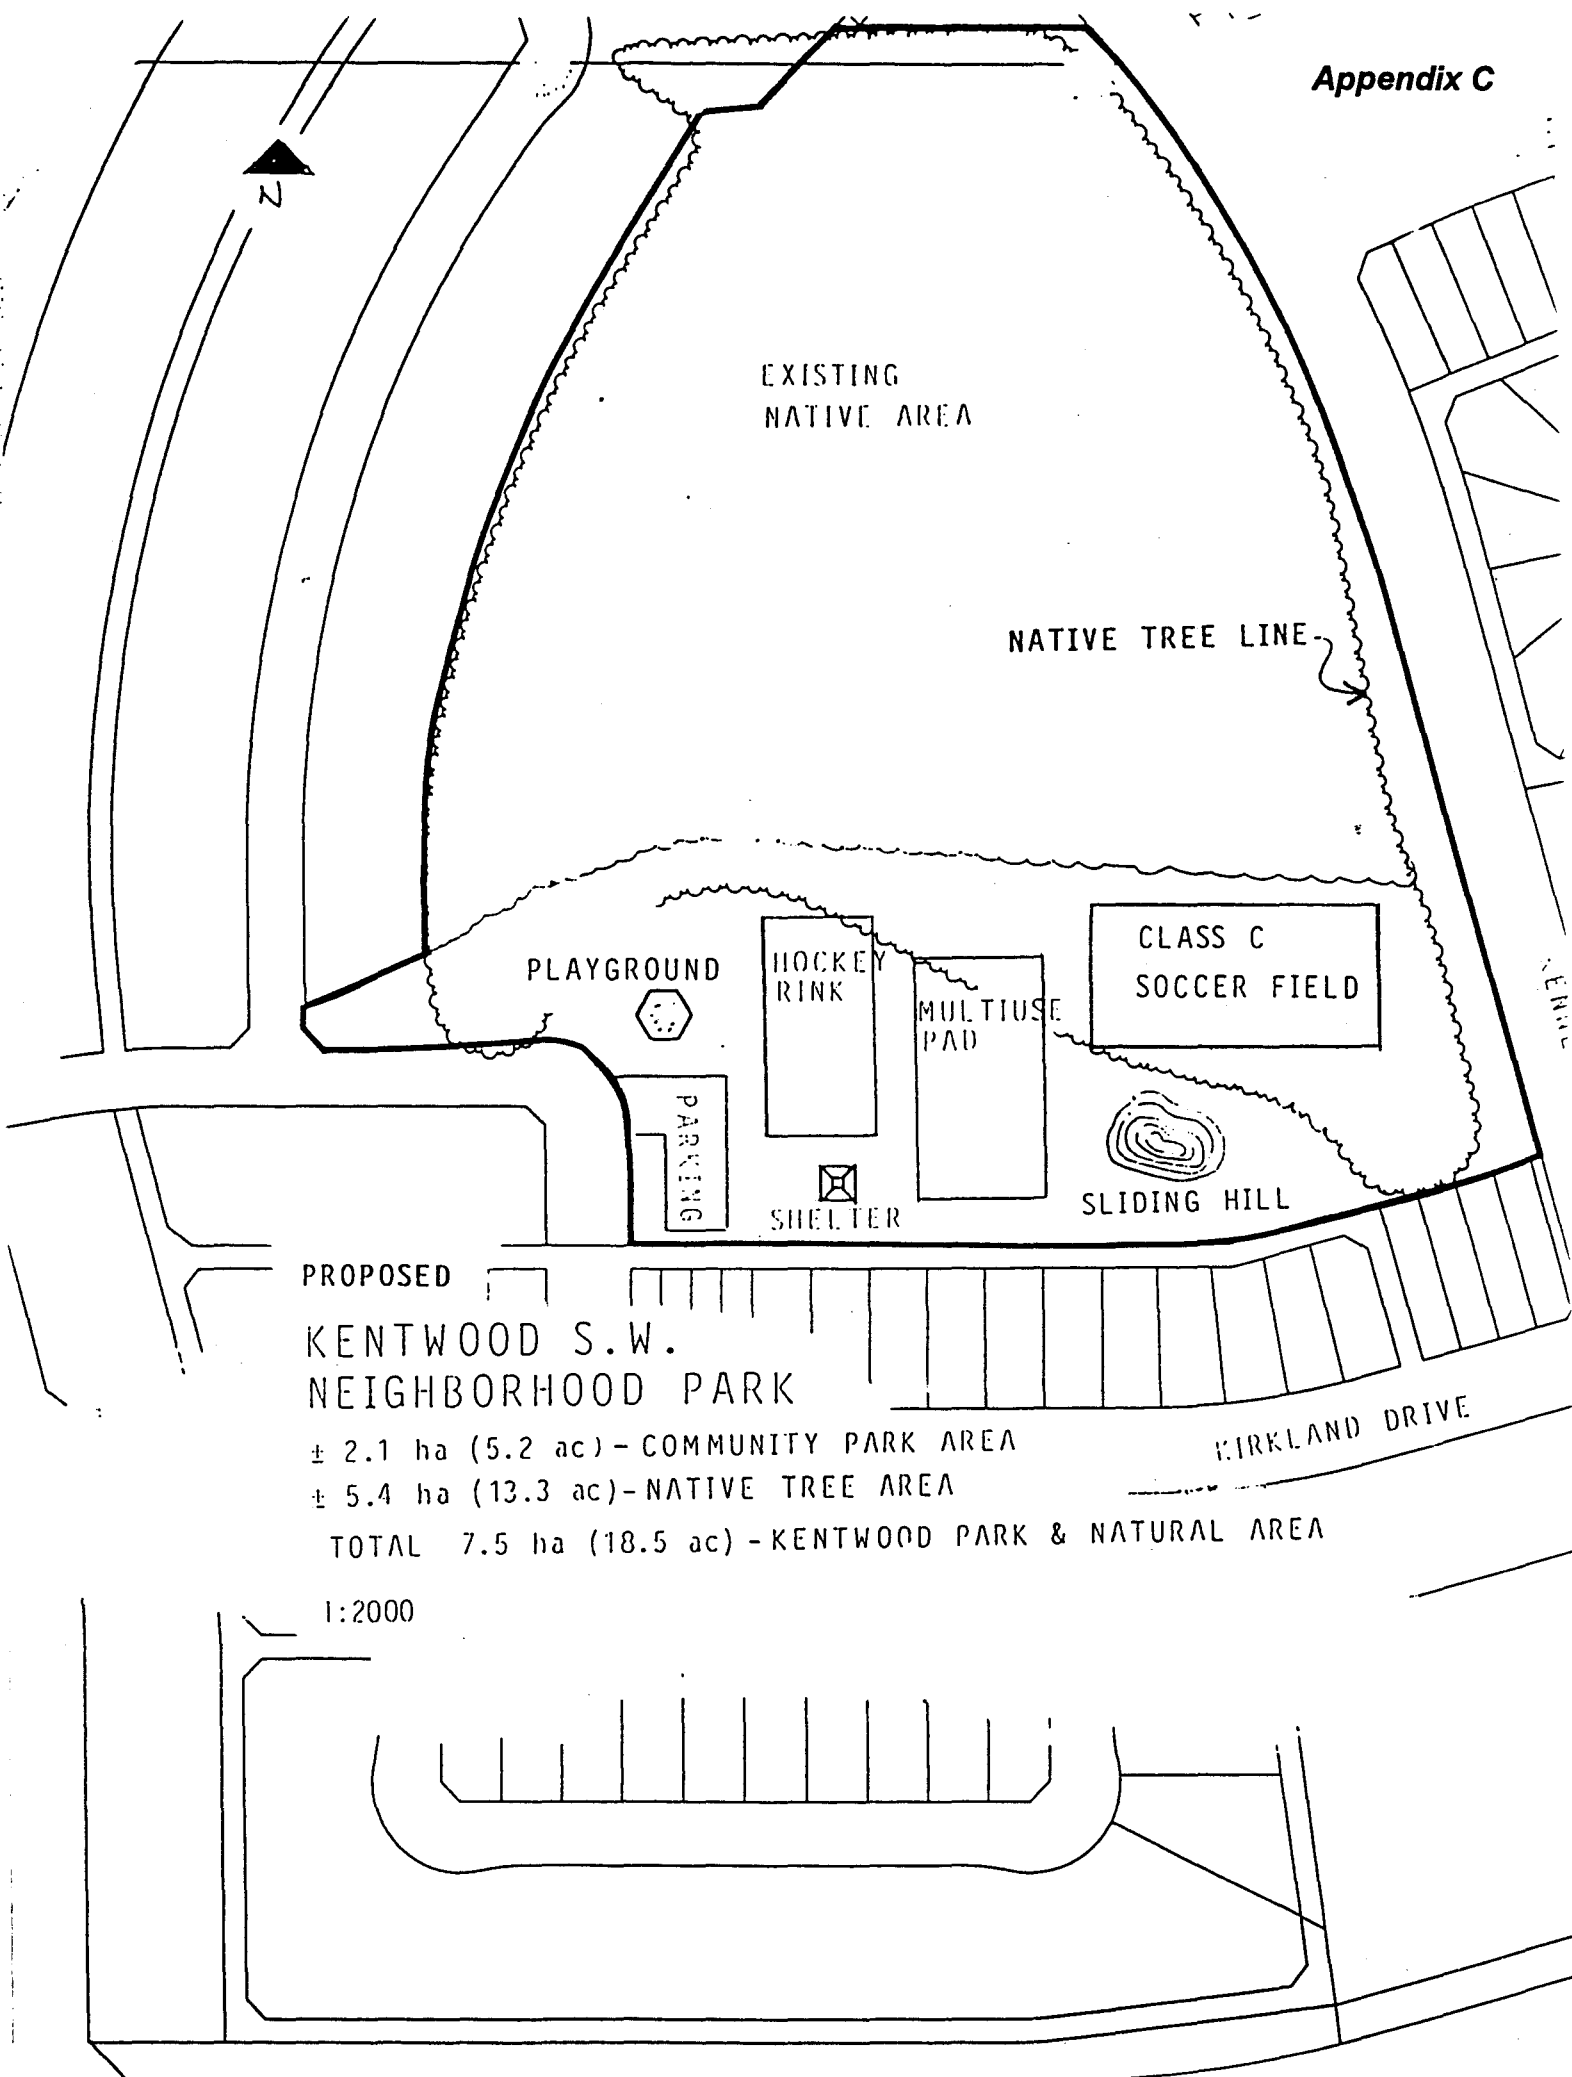 Appendix C
N
EXISTING
NATIVE AREA
NATIVE TREE LINE
PLAYGROUND
HOCKEY
RINK
MULTIUSE
PAD
CLASS C
SOCCER FIELD
PARKING
SHELTER
SLIDING HILL
PROPOSED
KENTWOOD S.W.
NEIGHBORHOOD PARK
± 2.1 ha (5.2 ac) - COMMUNITY PARK AREA
± 5.4 ha (13.3 ac) - NATIVE TREE AREA
TOTAL 7.5 ha (18.5 ac) - KENTWOOD PARK & NATURAL AREA
KIRKLAND DRIVE
1:2000